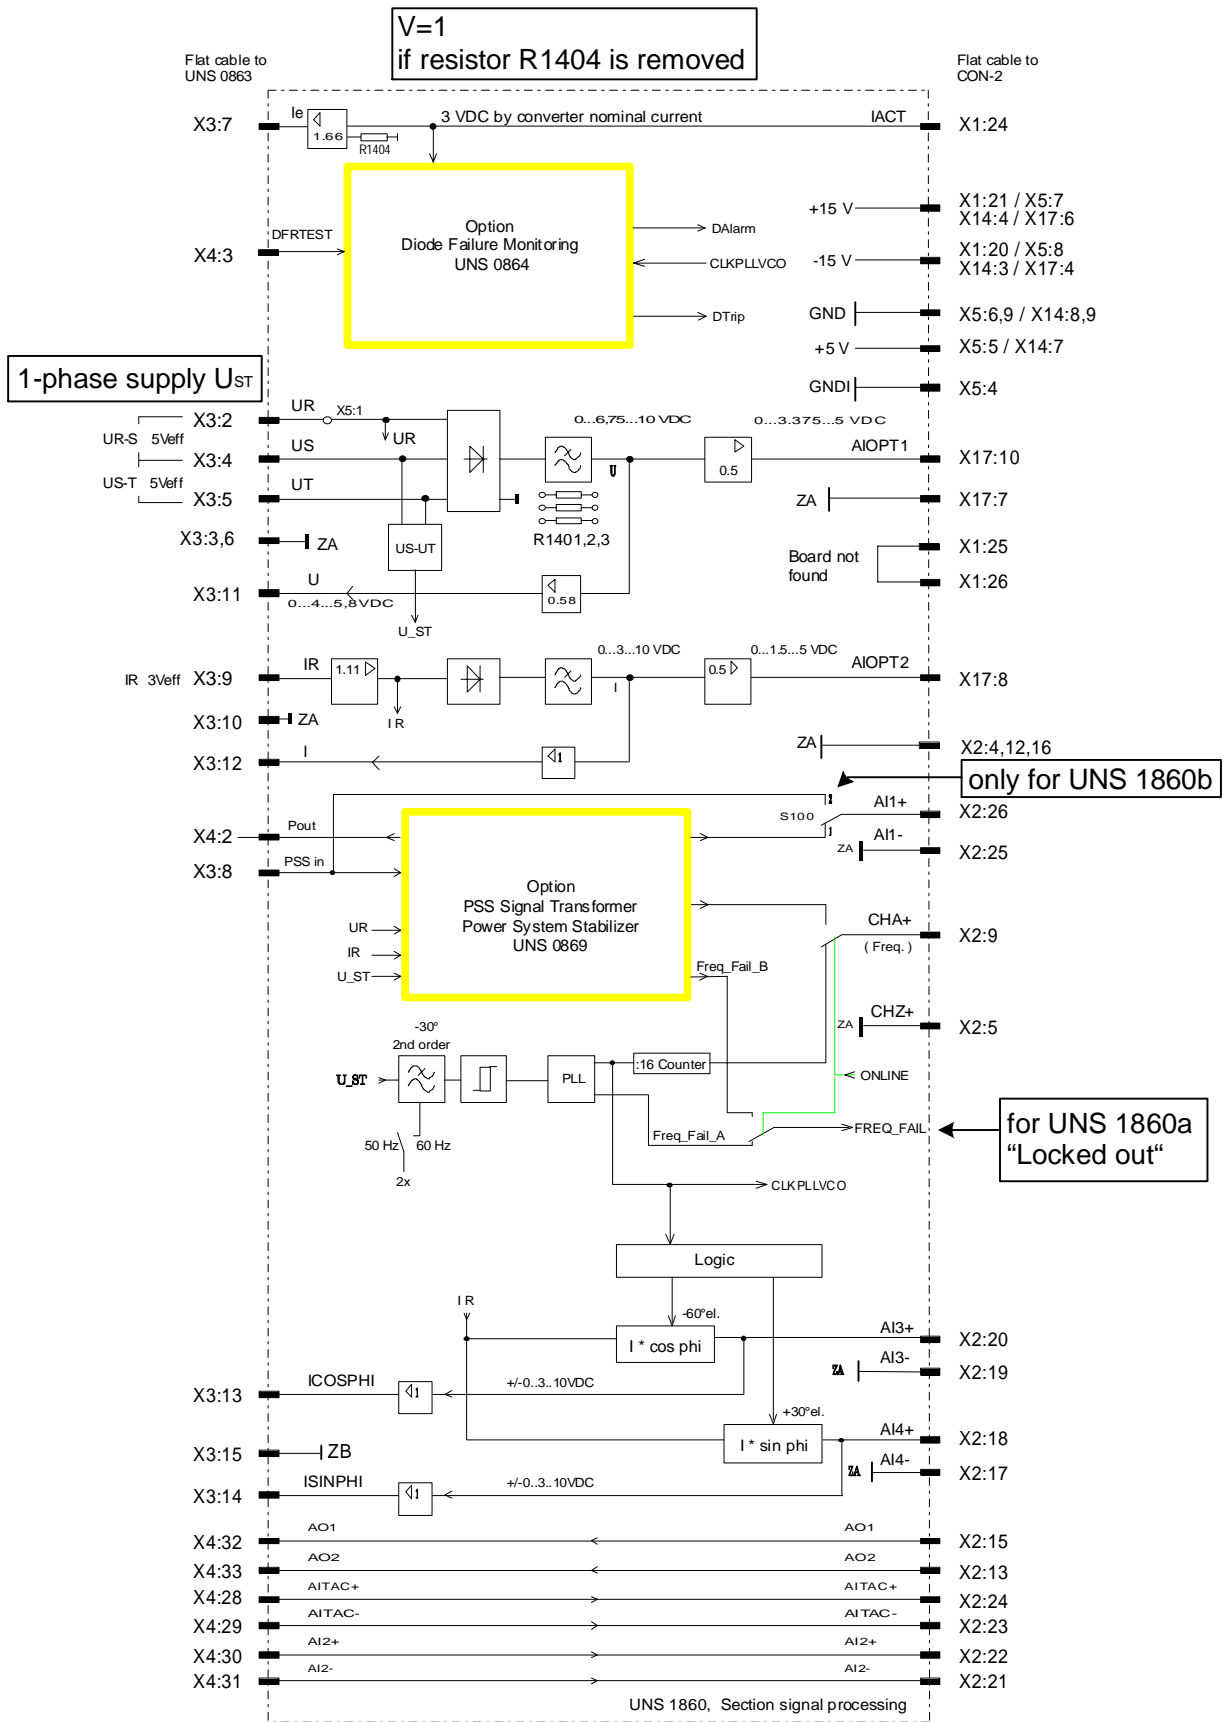 V=1
if resistor R1404 is removed
Flat cable to
UNS 0863
Flat cable to
CON-2
X3:7
Ie
1.66
R1404
3 VDC by converter nominal current
IACT
X1:24
Option
Diode Failure Monitoring
UNS 0864
X4:3
DFRTEST
DAlarm
CLKPLLVCO
DTrip
+15 V
X1:21 / X5:7
X14:4 / X17:6
-15 V
X1:20 / X5:8
X14:3 / X17:4
GND
X5:6,9 / X14:8,9
+5 V
X5:5 / X14:7
GNDI
X5:4
1-phase supply UST
UR-S 5Veff
US-T 5Veff
X3:2
UR
X5:1
UR
X3:4
US
X3:5
UT
0...6,75...10 VDC
0...3.375...5 VDC
U
0.5
AIOPT1
X17:10
R1401,2,3
ZA
X17:7
X3:3,6
ZA
US-UT
Board not
found
X1:25
X1:26
X3:11
U
0...4...5,8VDC
0.58
U_ST
IR 3Veff
X3:9
IR
1.11
IR
0...3...10 VDC
I
0...1.5...5 VDC
0.5
AIOPT2
X17:8
X3:10
ZA
X3:12
I
1
ZA
X2:4,12,16
only for UNS 1860b
2
S100
1
AI1+
X2:26
ZA
AI1-
X2:25
X4:2
Pout
X3:8
PSS in
Option
PSS Signal Transformer
Power System Stabilizer
UNS 0869
UR
IR
U_ST
Freq_Fail_B
CHA+
( Freq. )
X2:9
ZA
CHZ+
X2:5
-30°
2nd order
U_ST
PLL
:16 Counter
ONLINE
50 Hz
60 Hz
2x
Freq_Fail_A
FREQ_FAIL
for UNS 1860a
“Locked out“
CLKPLLVCO
Logic
IR
-60°el.
I * cos phi
AI3+
X2:20
ZA
AI3-
X2:19
X3:13
ICOSPHI
1
+/-0..3..10VDC
+30°el.
I * sin phi
AI4+
X2:18
ZA
AI4-
X2:17
X3:15
ZB
X3:14
ISINPHI
1
+/-0..3..10VDC
X4:32
AO1
AO1
X2:15
X4:33
AO2
AO2
X2:13
X4:28
AITAC+
AITAC+
X2:24
X4:29
AITAC-
AITAC-
X2:23
X4:30
AI2+
AI2+
X2:22
X4:31
AI2-
AI2-
X2:21
UNS 1860, Section signal processing